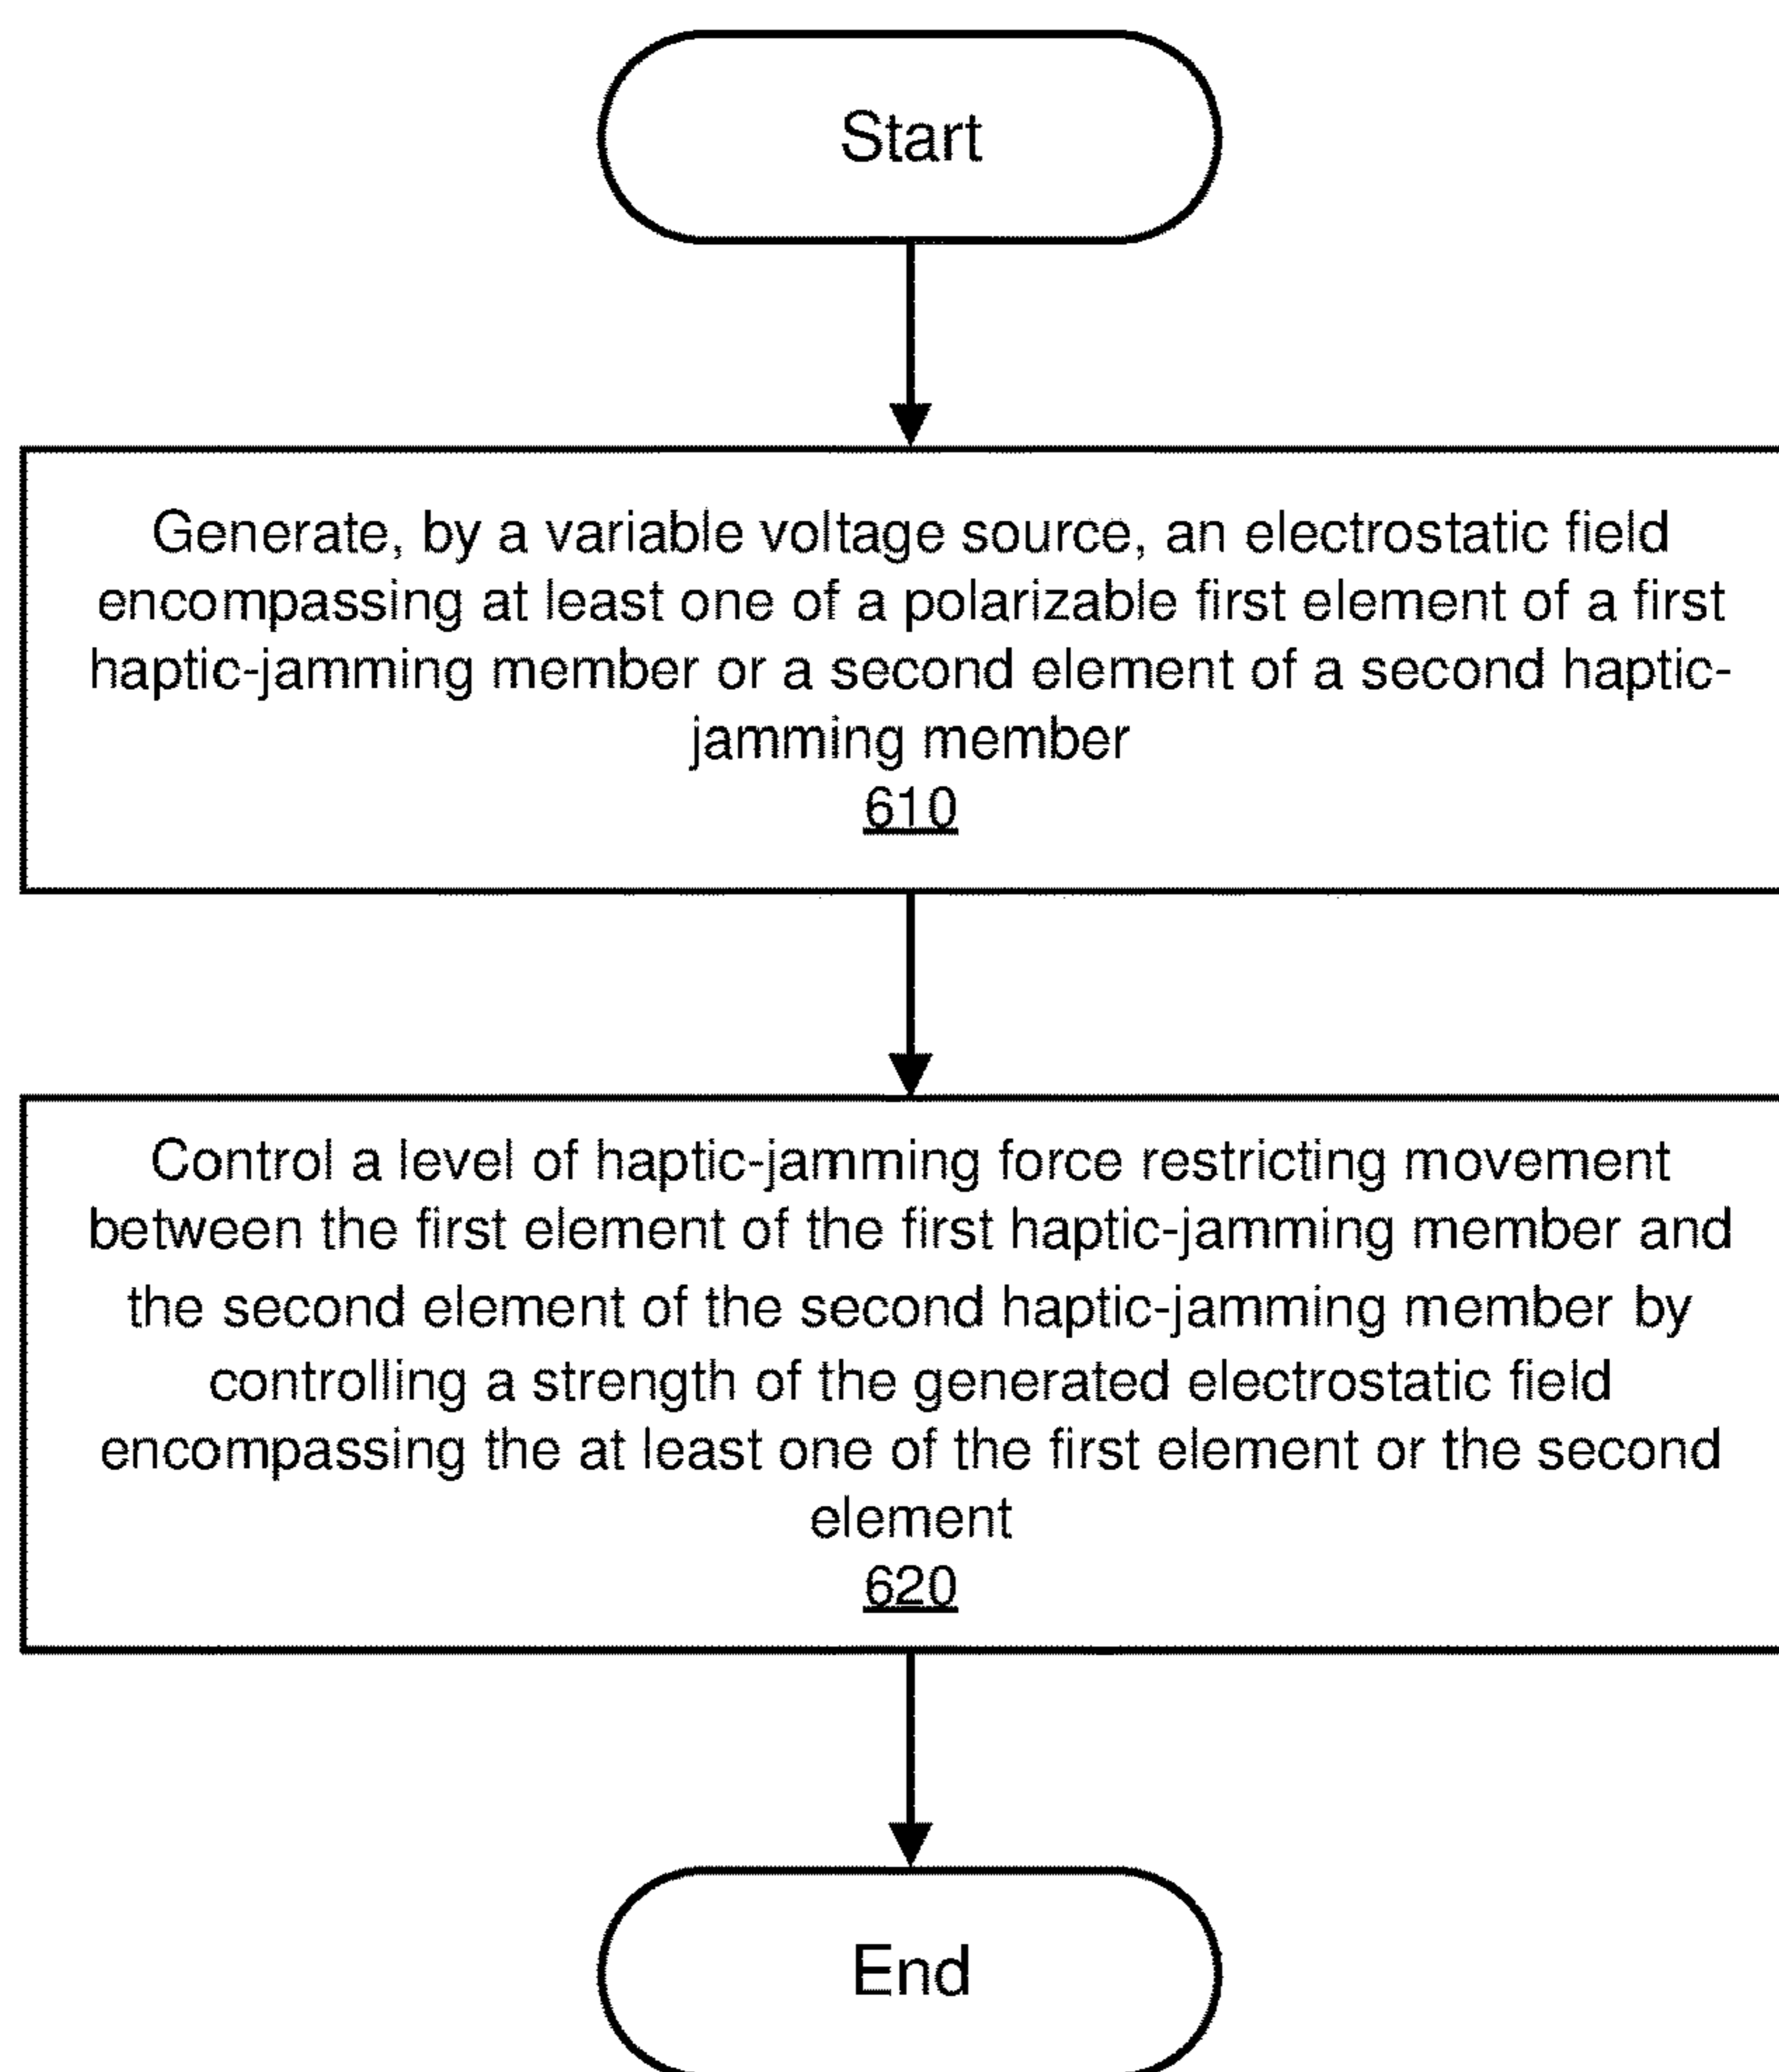 Start
Generate, by a variable voltage source, an electrostatic field
encompassing at least one of a polarizable first element of a first
haptic-jamming member or a second element of a second haptic-
jamming member
610
Control a level of haptic-jamming force restricting movement
between the first element of the first haptic-jamming member and
the second element of the second haptic-jamming member by
controlling a strength of the generated electrostatic field
encompassing the at least one of the first element or the second
element
620
End